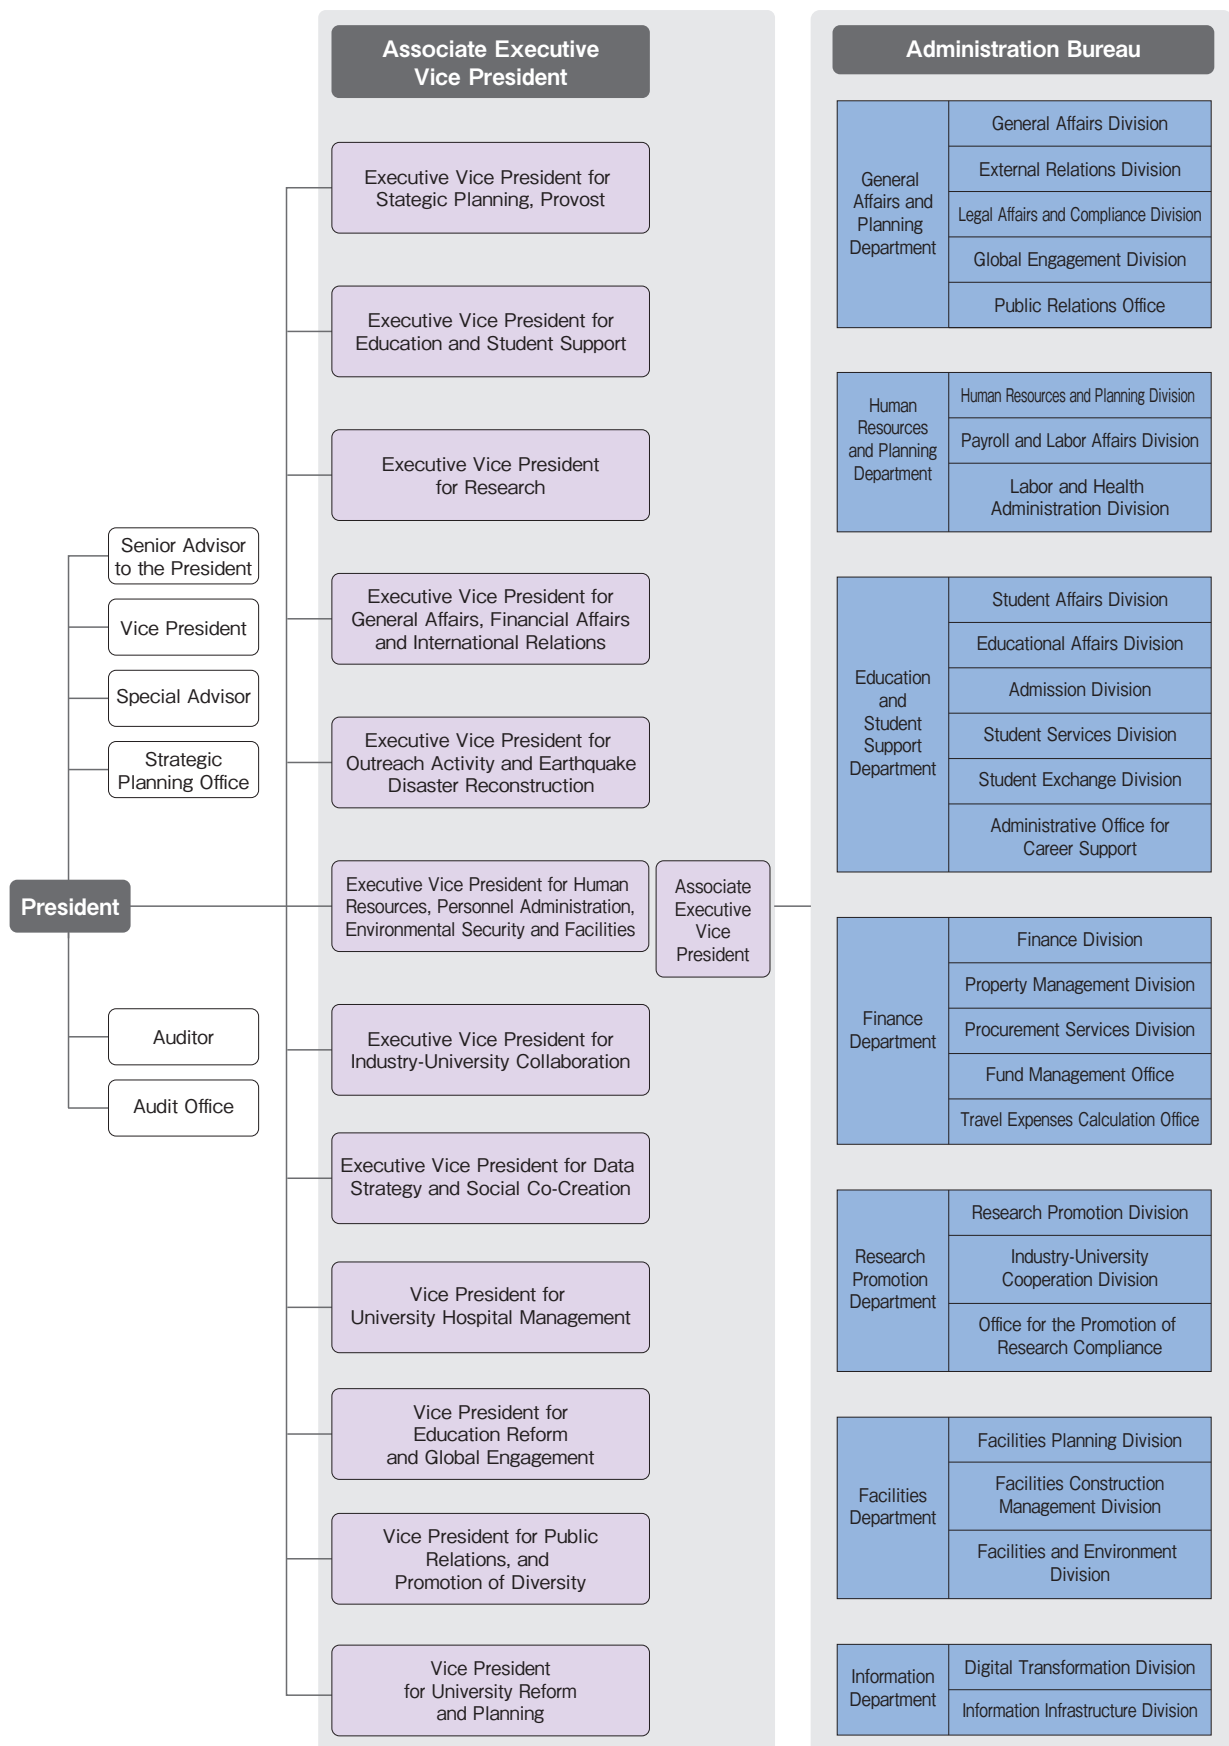 Associate Executive
Vice President
Executive Vice President for
Stategic Planning, Provost
Executive Vice President for
Education and Student Support
Executive Vice President
for Research
Executive Vice President for
General Affairs, Financial Affairs
and International Relations
Executive Vice President for
Outreach Activity and Earthquake
Disaster Reconstruction
Executive Vice President for Human
Resources, Personnel Administration,
Environmental Security and Facilities
Executive Vice President for
Industry-University Collaboration
Executive Vice President for Data
Strategy and Social Co-Creation
Vice President for
University Hospital Management
Vice President for
Education Reform
and Global Engagement
Vice President for Public
Relations, and
Promotion of Diversity
Vice President
for University Reform
and Planning
Associate
Executive
Vice
President
Senior Advisor
to the President
Vice President
Special Advisor
Strategic
Planning Office
President
Auditor
Audit Office
Administration Bureau
General
Affairs and
Planning
Department
General Affairs Division
External Relations Division
Legal Affairs and Compliance Division
Global Engagement Division
Public Relations Office
Human
Resources
and Planning
Department
Human Resources and Planning Division
Payroll and Labor Affairs Division
Labor and Health
Administration Division
Education
and
Student
Support
Department
Student Affairs Division
Educational Affairs Division
Admission Division
Student Services Division
Student Exchange Division
Administrative Office for
Career Support
Finance
Department
Finance Division
Property Management Division
Procurement Services Division
Fund Management Office
Travel Expenses Calculation Office
Research
Promotion
Department
Research Promotion Division
Industry-University
Cooperation Division
Office for the Promotion of
Research Compliance
Facilities
Department
Facilities Planning Division
Facilities Construction
Management Division
Facilities and Environment
Division
Information
Department
Digital Transformation Division
Information Infrastructure Division